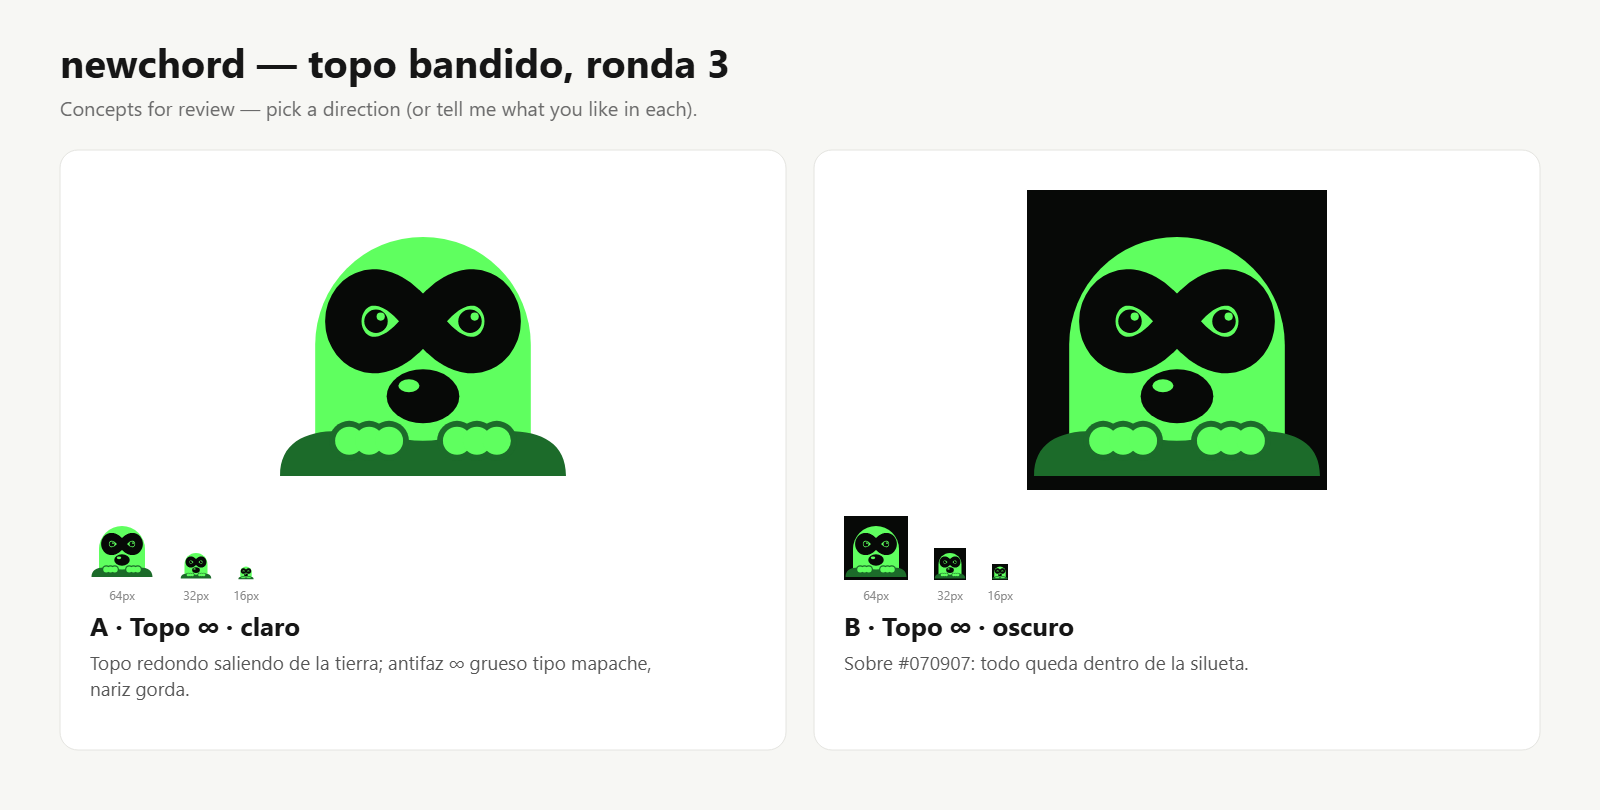 newchord — topo bandido, ronda 3
Concepts for review — pick a direction (or tell me what you like in each).
64px 32px 16px
A · Topo ∞ · claro
Topo redondo saliendo de la tierra; antifaz ∞ grueso tipo mapache,
nariz gorda.
64px 32px 16px
B · Topo ∞ · oscuro
Sobre #070907: todo queda dentro de la silueta.